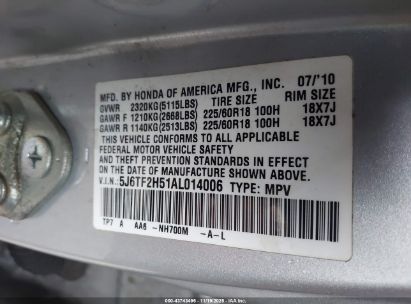 MFD. BY HONDA OF AMERICA MFG., INC. 07/'10
GVWR 2320KG(5115LBS) TIRE SIZE RIM SIZE
GAWR F 1210KG(2668LBS) 225/60R18 100H 18X7J
GAWR R 1140KG(2513LBS) 225/60R18 100H 18X7J
THIS VEHICLE CONFORMS TO ALL APPLICABLE
FEDERAL MOTOR VEHICLE SAFETY, BUMPER,
AND THEFT PREVENTION STANDARDS IN EFFECT
ON THE DATE OF MANUFACTURE SHOWN ABOVE.
V.I.N.: 5J6TF2H51AL014006 TYPE: MPV
TP7 A AA6 -NH700M -A-L